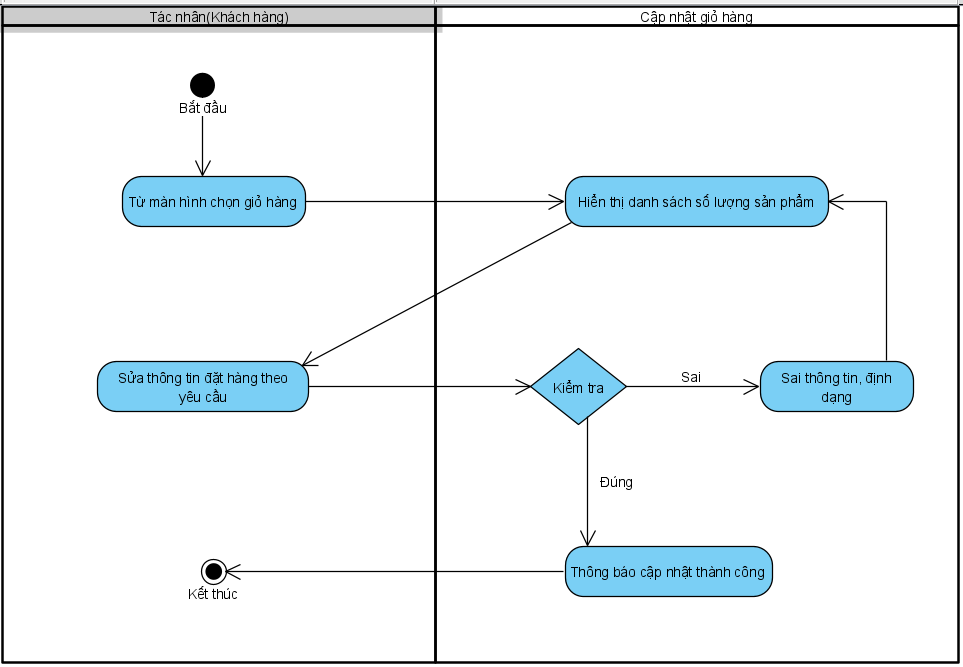 Tác nhân(Khách hàng)
Cập nhật giỏ hàng
Bắt đầu
Từ màn hình chọn giỏ hàng
Hiển thị danh sách số lượng sản phẩm
Sửa thông tin đặt hàng theo
yêu cầu
Kiểm tra
Sai
Sai thông tin, định
dạng
Đúng
Thông báo cập nhật thành công
Kết thúc